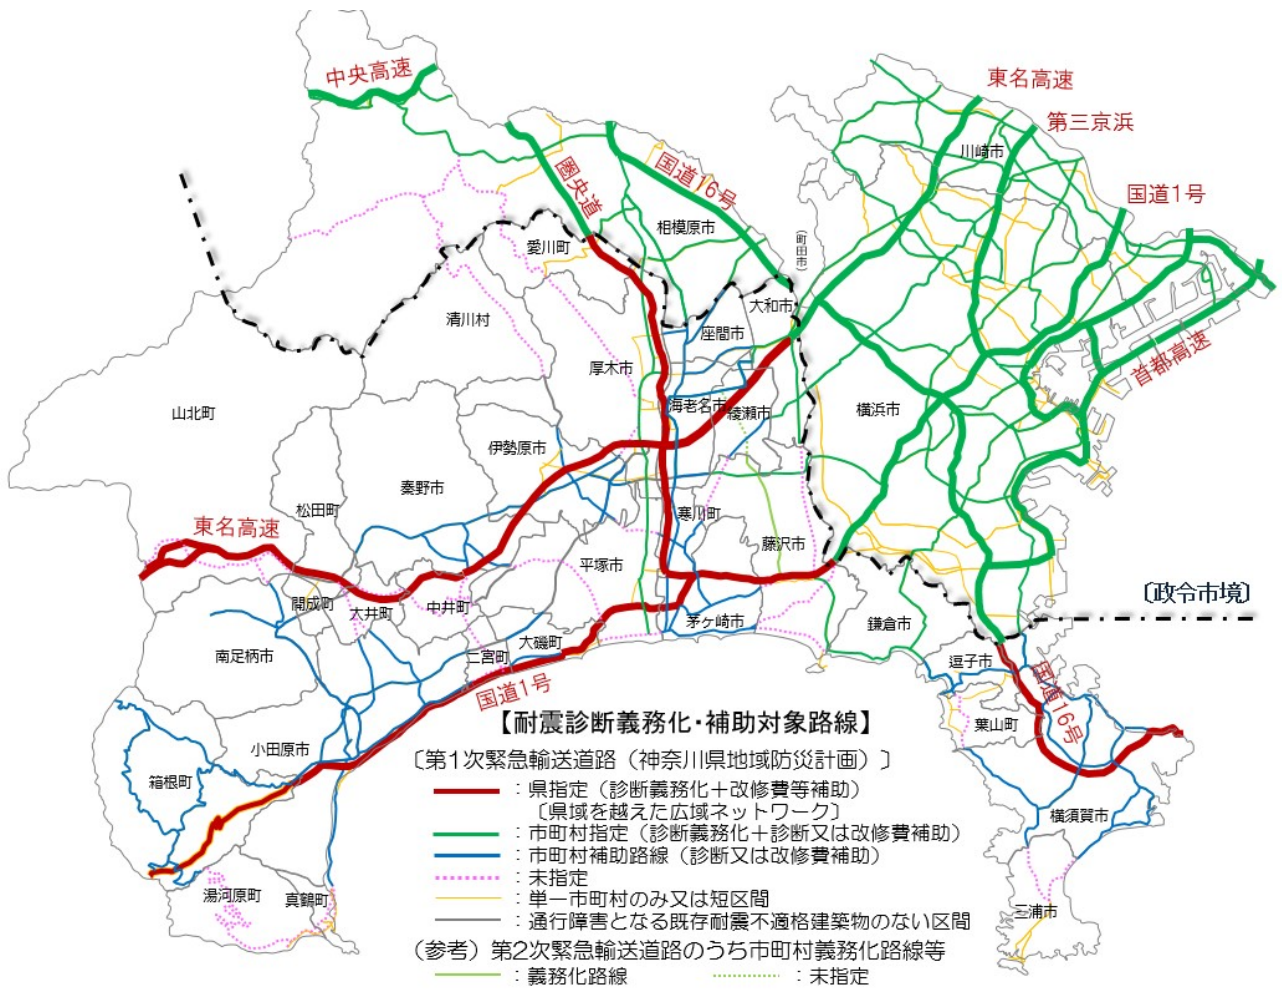 中央高速
東名高速
第三京浜
川崎市
圏央道
国道16号
国道1号
相模原市
(町田市)
愛川町
大和市
清川村
座間市
首都高速
厚木市
山北町
海老名市
綾瀬市
横浜市
伊勢原市
秦野市
松田町
寒川町
東名高速
藤沢市
平塚市
〔政令市境〕
開成町
大井町
中井町
茅ヶ崎市
鎌倉市
大磯町
南足柄市
二宮町
逗子市
国道1号
国道16号
葉山町
小田原市
箱根町
横須賀市
湯河原町
真鶴町
三浦市
【耐震診断義務化・補助対象路線】
〔第1次緊急輸送道路（神奈川県地域防災計画）〕
：県指定（診断義務化＋改修費等補助）
〔県域を越えた広域ネットワーク〕
：市町村指定（診断義務化＋診断又は改修費補助）
：市町村補助路線（診断又は改修費補助）
：未指定
：単一市町村のみ又は短区間
：通行障害となる既存耐震不適格建築物のない区間
（参考）第2次緊急輸送道路のうち市町村義務化路線等
：義務化路線　：未指定